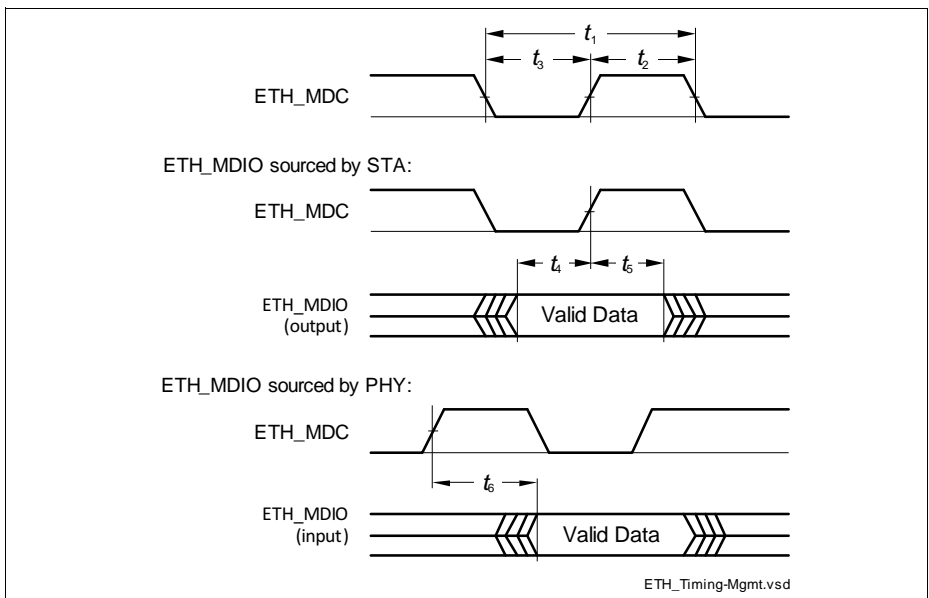 t₁
t₃ t₂
ETH_MDC
ETH_MDIO sourced by STA:
ETH_MDC
t₄ t₅
ETH_MDIO
(output)
Valid Data
ETH_MDIO sourced by PHY:
ETH_MDC
t₆
ETH_MDIO
(input)
Valid Data
ETH_Timing-Mgmt.vsd